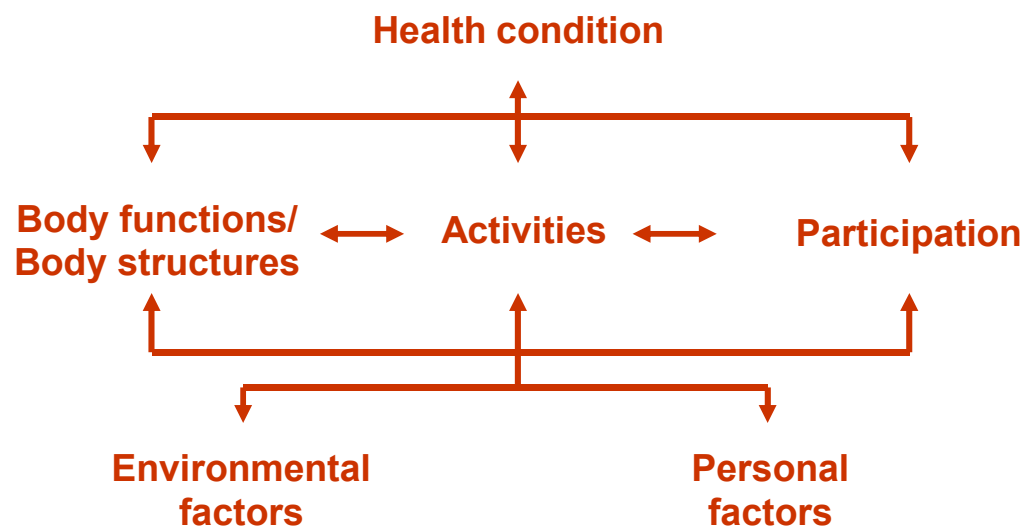 Health condition
Body functions/
Body structures
Activities
Participation
Environmental
factors
Personal
factors